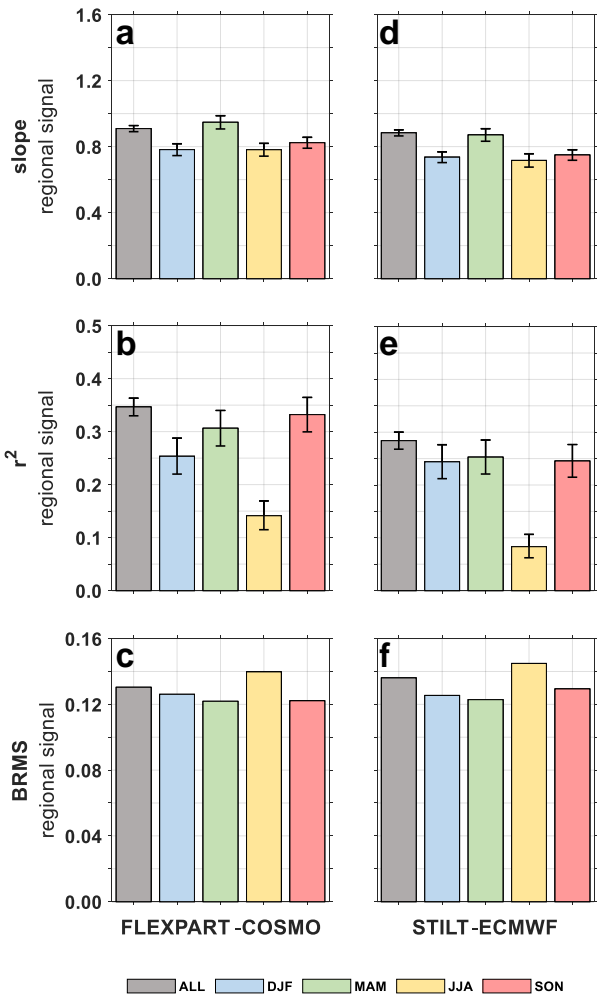 a
d
1.6
1.2
0.8
0.4
0.0
slope
regional signal
b
e
0.5
0.4
0.3
0.2
0.1
0.0
r2
regional signal
c
f
0.16
0.12
0.08
0.04
0.00
BRMS
regional signal
FLEXPART -COSMO
STILT-ECMWF
ALL DJF MAM JJA SON